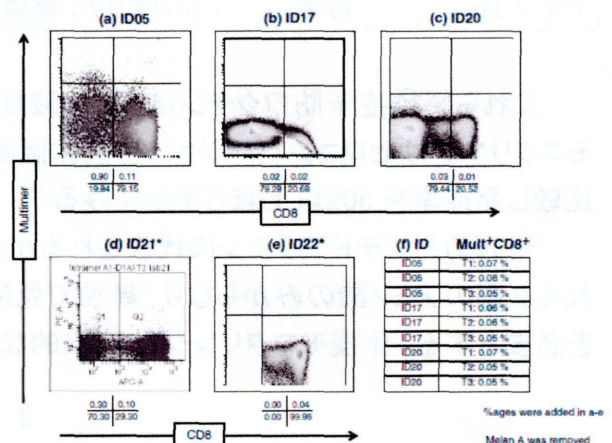 (a) ID05
(b) ID17
(c) ID20
Multimer
0.90 0.11
19.84 79.15
0.02 0.02
79.28 20.68
0.03 0.01
79.44 20.52
CD8
(d) ID21*
(e) ID22*
(f) ID Mult+CD8+
Q1 Q2
APC-A
ID05 T1: 0.07 %
ID05 T2: 0.08 %
ID05 T3: 0.05 %
ID17 T1: 0.06 %
ID17 T2: 0.06 %
ID17 T3: 0.05 %
ID20 T1: 0.07 %
ID20 T2: 0.05 %
ID20 T3: 0.05 %
0.30 0.10
70.30 29.30
0.00 0.04
0.00 99.96
CD8
%ages were added in a-e
Melan A was removed